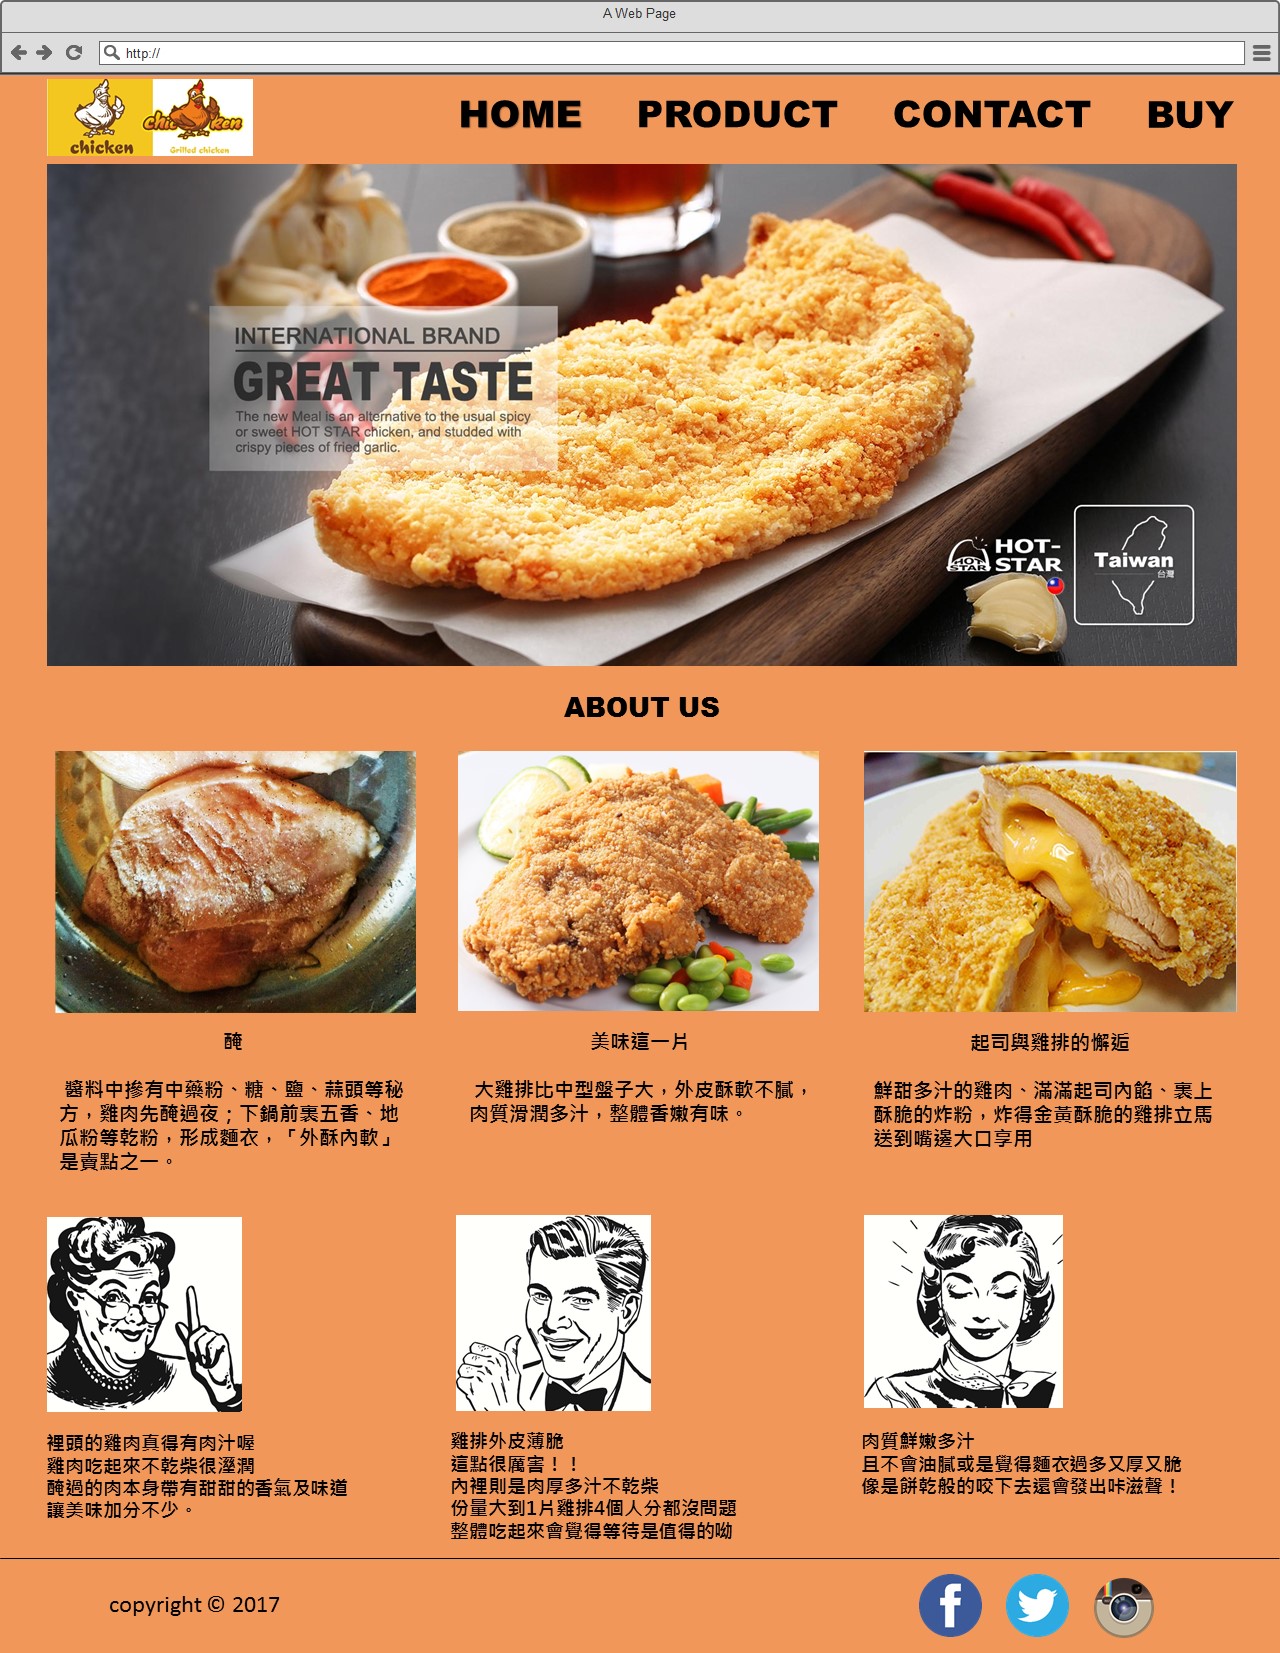 A Web Page
http://
chicken
chicken
Grilled chicken
HOME
PRODUCT
CONTACT
BUY
INTERNATIONAL BRAND
GREAT TASTE
The new Meal is an alternative to the usual spicy
or sweet HOT STAR chicken, and studded with
crispy pieces of fried garlic.
HOT STAR
HOT-
STAR
Taiwan
台灣
ABOUT US
醃
醬料中摻有中藥粉、糖、鹽、蒜頭等秘
方，雞肉先醃過夜；下鍋前裹五香、地
瓜粉等乾粉，形成麵衣，「外酥內軟」
是賣點之一。
美味這一片
大雞排比中型盤子大，外皮酥軟不膩，
肉質滑潤多汁，整體香嫩有味。
起司與雞排的懈逅
鮮甜多汁的雞肉、滿滿起司內餡、裹上
酥脆的炸粉，炸得金黃酥脆的雞排立馬
送到嘴邊大口享用
裡頭的雞肉真得有肉汁喔
雞肉吃起來不乾柴很溼潤
醃過的肉本身帶有甜甜的香氣及味道
讓美味加分不少。
雞排外皮薄脆
這點很厲害！！
內裡則是肉厚多汁不乾柴
份量大到1片雞排4個人分都沒問題
整體吃起來會覺得等待是值得的呦
肉質鮮嫩多汁
且不會油膩或是覺得麵衣過多又厚又脆
像是餅乾般的咬下去還會發出咔滋聲！
copyright © 2017